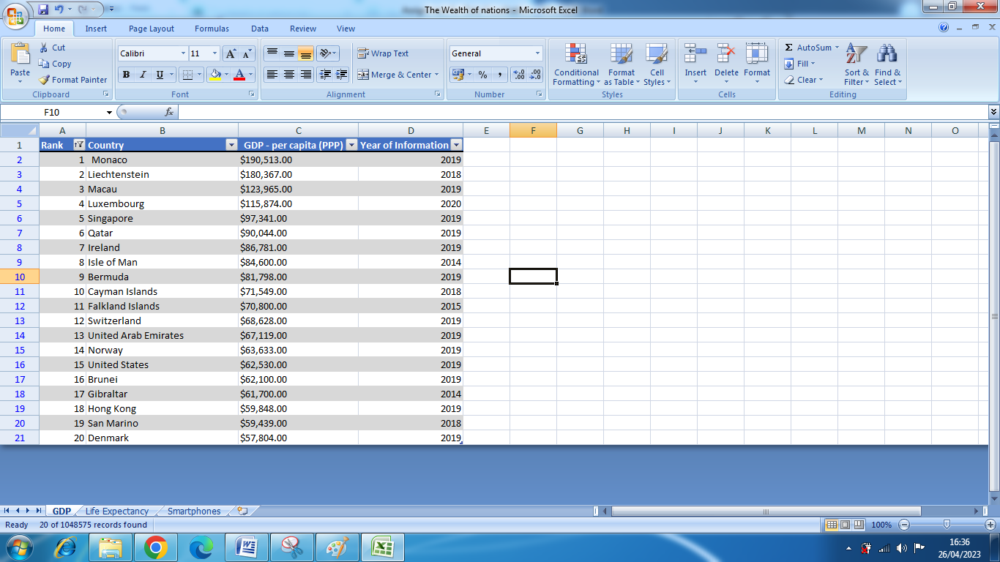 The Wealth of nations - Microsoft Excel
Home Insert Page Layout Formulas Data Review View
Paste Cut Copy Format Painter Clipboard
Calibri 11 A A B I U A Font
Wrap Text Merge & Center Alignment
General % , .0 .00 .00 .0 Number
Conditional Formatting Format as Table Cell Styles Styles
Insert Delete Format Cells
Σ AutoSum Fill Clear Sort & Filter Find & Select Editing
F10 fx
A B C D E F G H I J K L M N O
1 Rank Country GDP - per capita (PPP) Year of Information
2 1 Monaco $190,513.00 2019
3 2 Liechtenstein $180,367.00 2018
4 3 Macau $123,965.00 2019
5 4 Luxembourg $115,874.00 2020
6 5 Singapore $97,341.00 2019
7 6 Qatar $90,044.00 2019
8 7 Ireland $86,781.00 2019
9 8 Isle of Man $84,600.00 2014
10 9 Bermuda $81,798.00 2019
11 10 Cayman Islands $71,549.00 2018
12 11 Falkland Islands $70,800.00 2015
13 12 Switzerland $68,628.00 2019
14 13 United Arab Emirates $67,119.00 2019
15 14 Norway $63,633.00 2019
16 15 United States $62,530.00 2019
17 16 Brunei $62,100.00 2019
18 17 Gibraltar $61,700.00 2014
19 18 Hong Kong $59,848.00 2019
20 19 San Marino $59,439.00 2018
21 20 Denmark $57,804.00 2019
GDP Life Expectancy Smartphones
Ready 20 of 1048575 records found 100%
16:36
26/04/2023